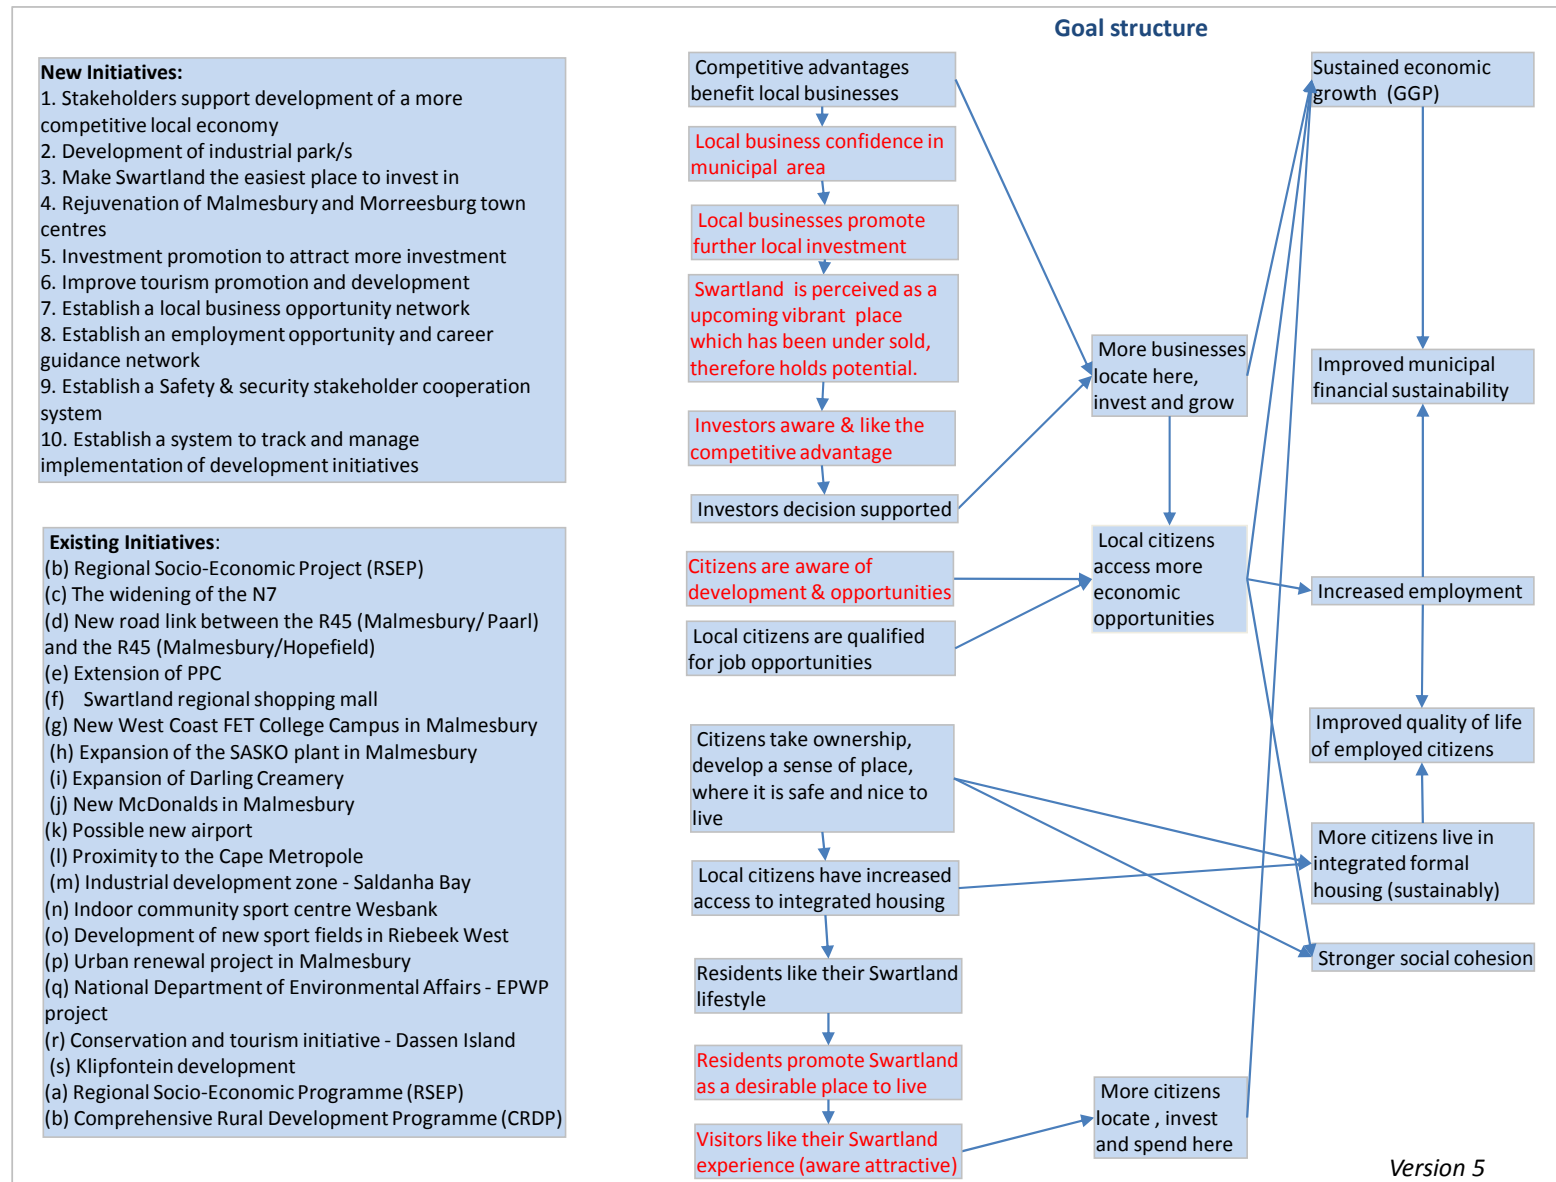 Goal structure
New Initiatives:
1. Stakeholders support development of a more
competitive local economy
2. Development of industrial park/s
3. Make Swartland the easiest place to invest in
4. Rejuvenation of Malmesbury and Morreesburg town
centres
5. Investment promotion to attract more investment
6. Improve tourism promotion and development
7. Establish a local business opportunity network
8. Establish an employment opportunity and career
guidance network
9. Establish a Safety & security stakeholder cooperation
system
10. Establish a system to track and manage
implementation of development initiatives
Existing Initiatives:
(b) Regional Socio-Economic Project (RSEP)
(c) The widening of the N7
(d) New road link between the R45 (Malmesbury/ Paarl)
and the R45 (Malmesbury/Hopefield)
(e) Extension of PPC
(f) Swartland regional shopping mall
(g) New West Coast FET College Campus in Malmesbury
(h) Expansion of the SASKO plant in Malmesbury
(i) Expansion of Darling Creamery
(j) New McDonalds in Malmesbury
(k) Possible new airport
(l) Proximity to the Cape Metropole
(m) Industrial development zone - Saldanha Bay
(n) Indoor community sport centre Wesbank
(o) Development of new sport fields in Riebeek West
(p) Urban renewal project in Malmesbury
(q) National Department of Environmental Affairs - EPWP
project
(r) Conservation and tourism initiative - Dassen Island
(s) Klipfontein development
(a) Regional Socio-Economic Programme (RSEP)
(b) Comprehensive Rural Development Programme (CRDP)
Competitive advantages
benefit local businesses
Local business confidence in
municipal area
Local businesses promote
further local investment
Swartland is perceived as a
upcoming vibrant place
which has been under sold,
therefore holds potential.
Investors aware & like the
competitive advantage
Investors decision supported
Citizens are aware of
development & opportunities
Local citizens are qualified
for job opportunities
Citizens take ownership,
develop a sense of place,
where it is safe and nice to
live
Local citizens have increased
access to integrated housing
Residents like their Swartland
lifestyle
Residents promote Swartland
as a desirable place to live
Visitors like their Swartland
experience (aware attractive)
More businesses
locate here,
invest and grow
Local citizens
access more
economic
opportunities
More citizens
locate , invest
and spend here
Sustained economic
growth (GGP)
Improved municipal
financial sustainability
Increased employment
Improved quality of life
of employed citizens
More citizens live in
integrated formal
housing (sustainably)
Stronger social cohesion
Version 5